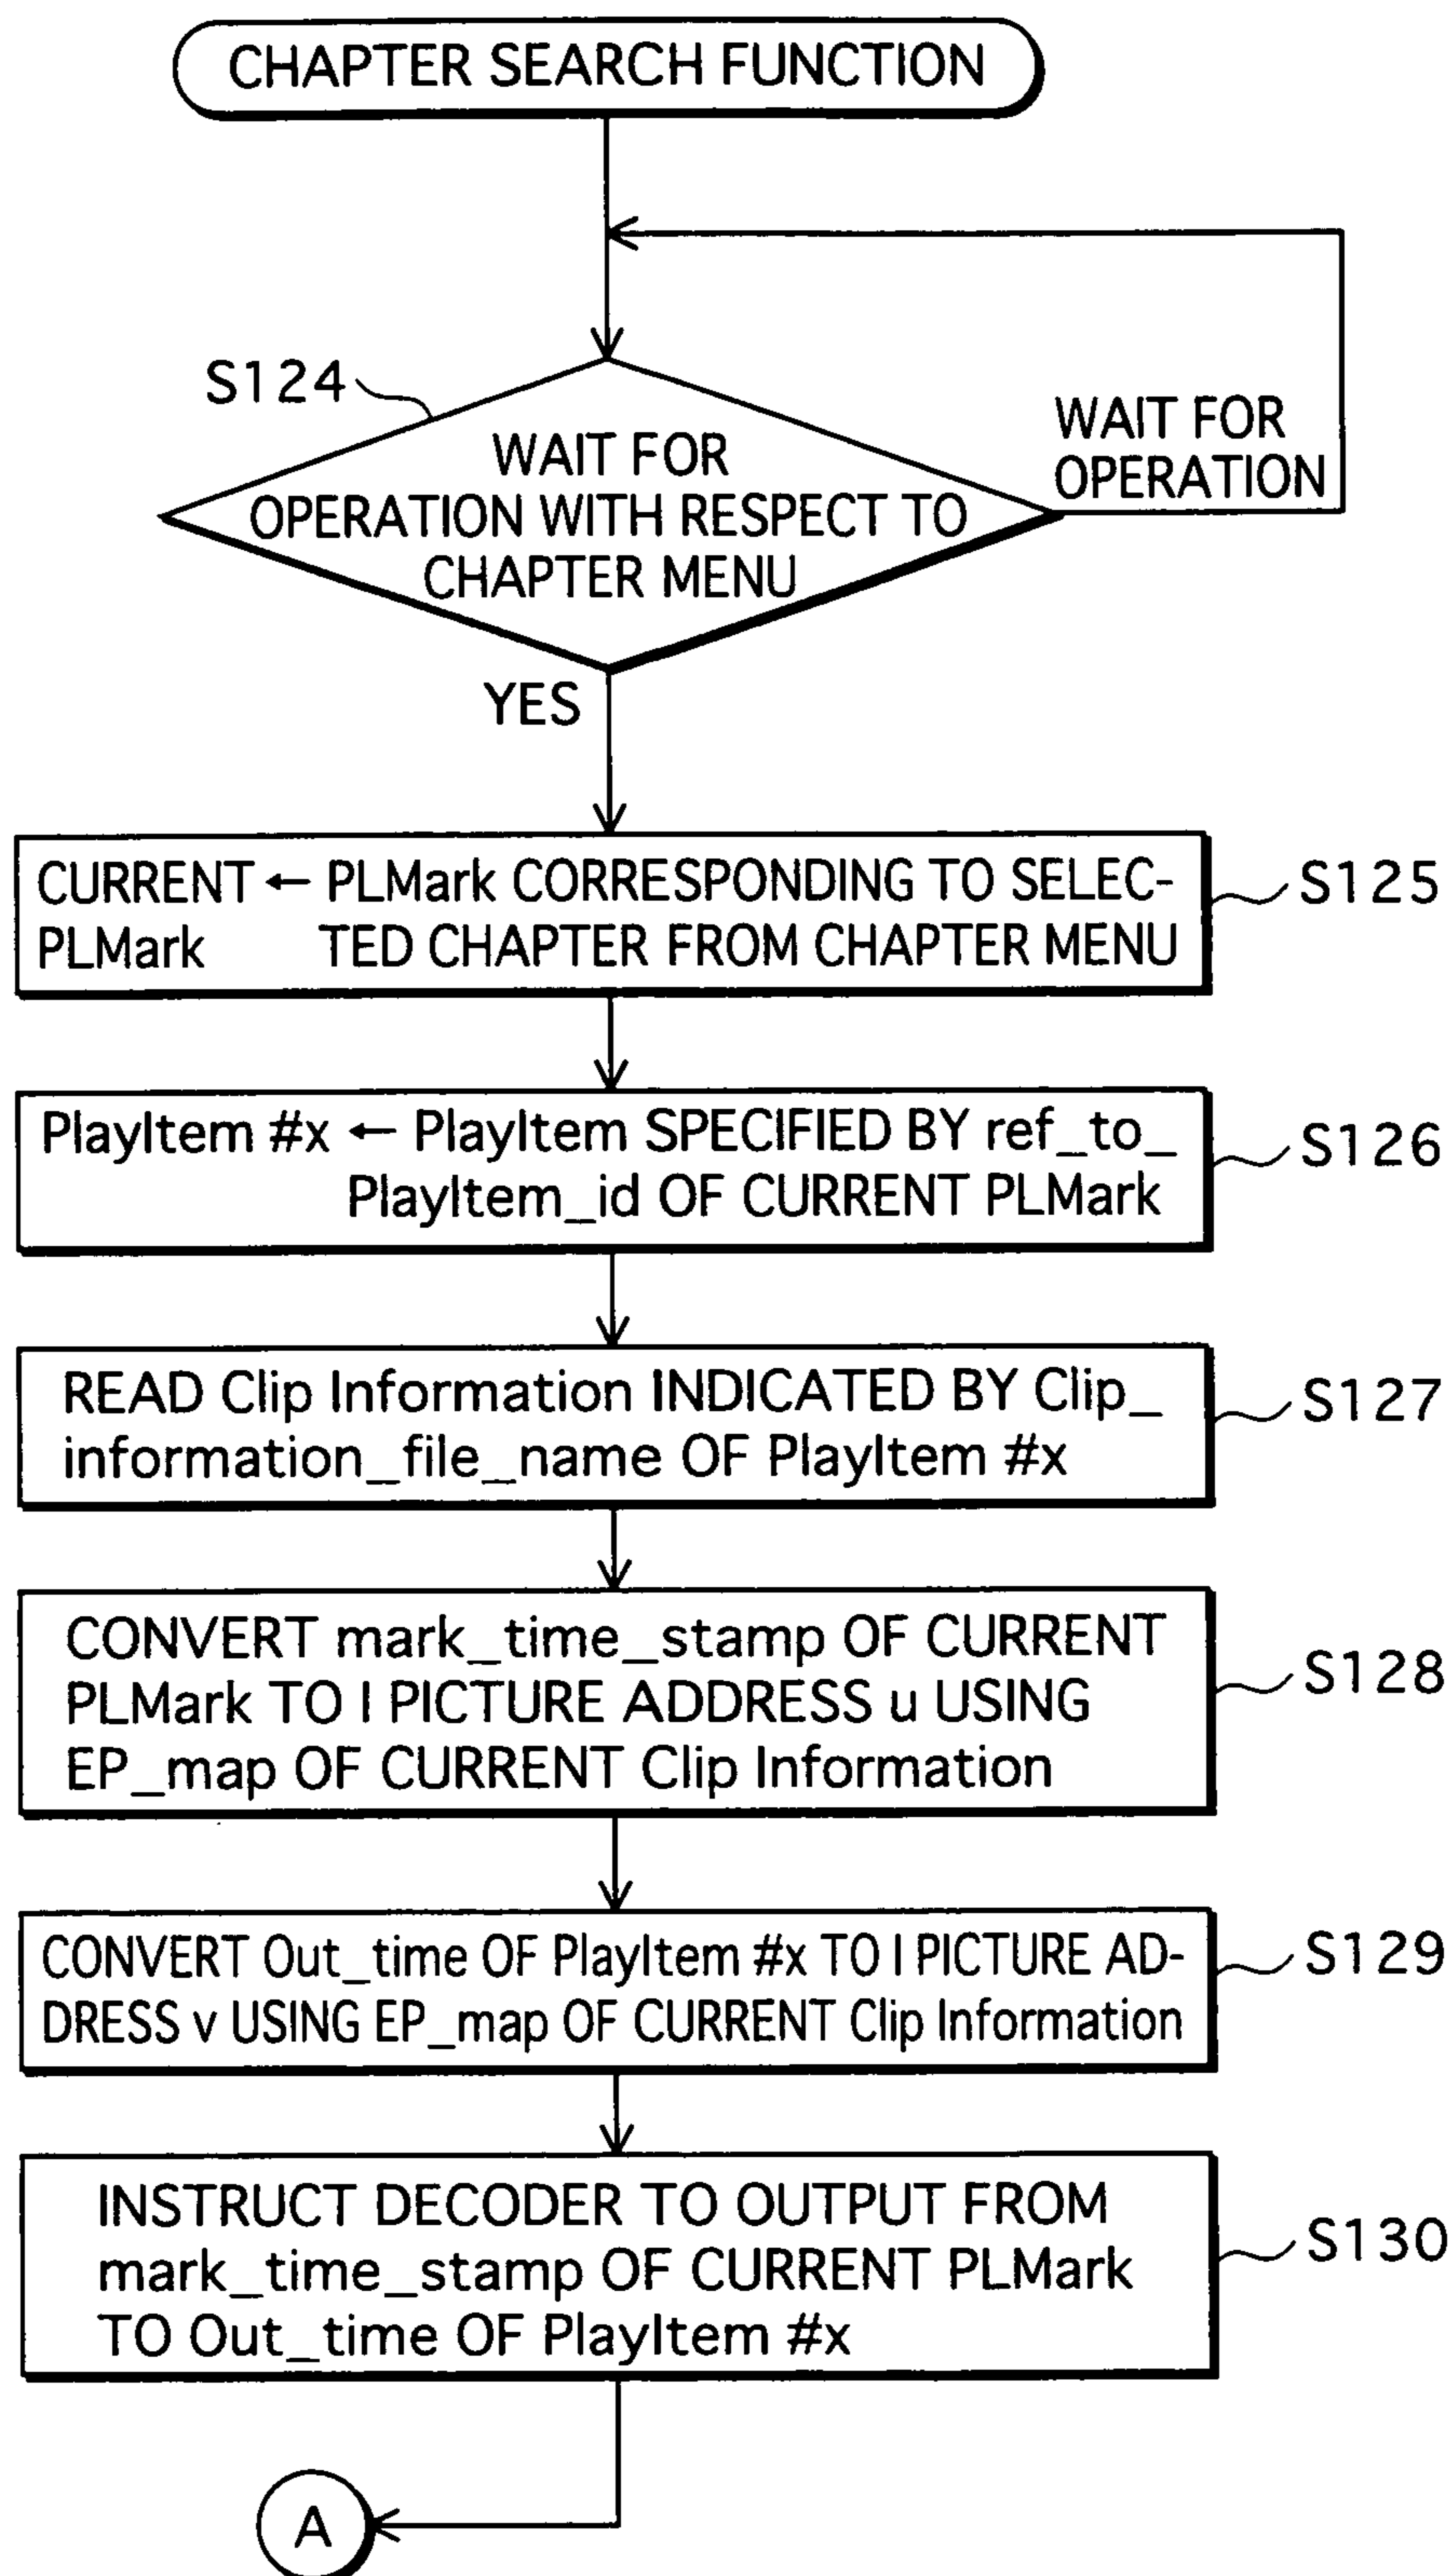 CHAPTER SEARCH FUNCTION
S124
WAIT FOR
OPERATION WITH RESPECT TO
CHAPTER MENU
WAIT FOR
OPERATION
YES
CURRENT ← PLMark CORRESPONDING TO SELEC-
PLMark TED CHAPTER FROM CHAPTER MENU
S125
PlayItem #x ← PlayItem SPECIFIED BY ref_to_
PlayItem_id OF CURRENT PLMark
S126
READ Clip Information INDICATED BY Clip_
information_file_name OF PlayItem #x
S127
CONVERT mark_time_stamp OF CURRENT
PLMark TO I PICTURE ADDRESS u USING
EP_map OF CURRENT Clip Information
S128
CONVERT Out_time OF PlayItem #x TO I PICTURE AD-
DRESS v USING EP_map OF CURRENT Clip Information
S129
INSTRUCT DECODER TO OUTPUT FROM
mark_time_stamp OF CURRENT PLMark
TO Out_time OF PlayItem #x
S130
A